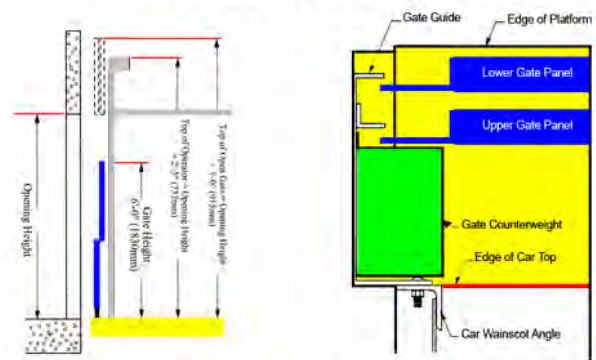 Opening Height
Gate Height
6'-0" (1830mm)
Top of Operator = Opening Height
Top of Open Gate = Opening Height
Gate Guide
Edge of Platform
Lower Gate Panel
Upper Gate Panel
Gate Counterweight
Edge of Car Top
Car Wainscot Angle